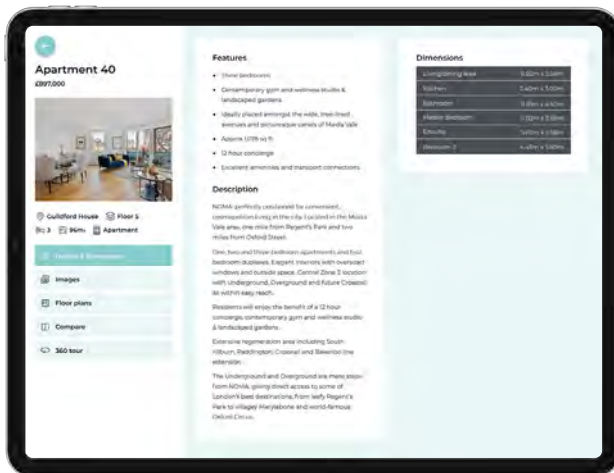 Apartment 40
£897,000
Guildford House Floor 5
3 96m² Apartment
Images
Floor plans
Compare
360 tour
Features
Three bedrooms
Contemporary gym and wellness studio &
landscaped gardens
Ideally placed amongst the wide, tree-lined
avenues and picturesque canals of Maida Vale
Approx sq ft
12 hour concierge
Excellent amenities and transport connections
Description
NOMA: perfectly positioned for convenient,
cosmopolitan living in the city. Located in the Maida
Vale area, one mile from Regent's Park and two
miles from Oxford Street.
One, two and three bedroom apartments and four
bedroom duplexes. Elegant interiors with oversized
windows and outside space. Central Zone 2 location
with Underground, Overground and future Crossrail
all within easy reach.
Residents will enjoy the benefit of a 12 hour
concierge, contemporary gym and wellness studio
& landscaped gardens.
Extensive regeneration area including South
Kilburn, Paddington, Crossrail and Bakerloo line
extension.
The Underground and Overground are mere steps
from NOMA, giving direct access to some of
London's best destinations, from leafy Regent's
Park to villagey Marylebone and world-famous
Oxford Circus.
Dimensions
Living/dining area
Kitchen
Bathroom
Master Bedroom
Ensuite
Bedroom 2